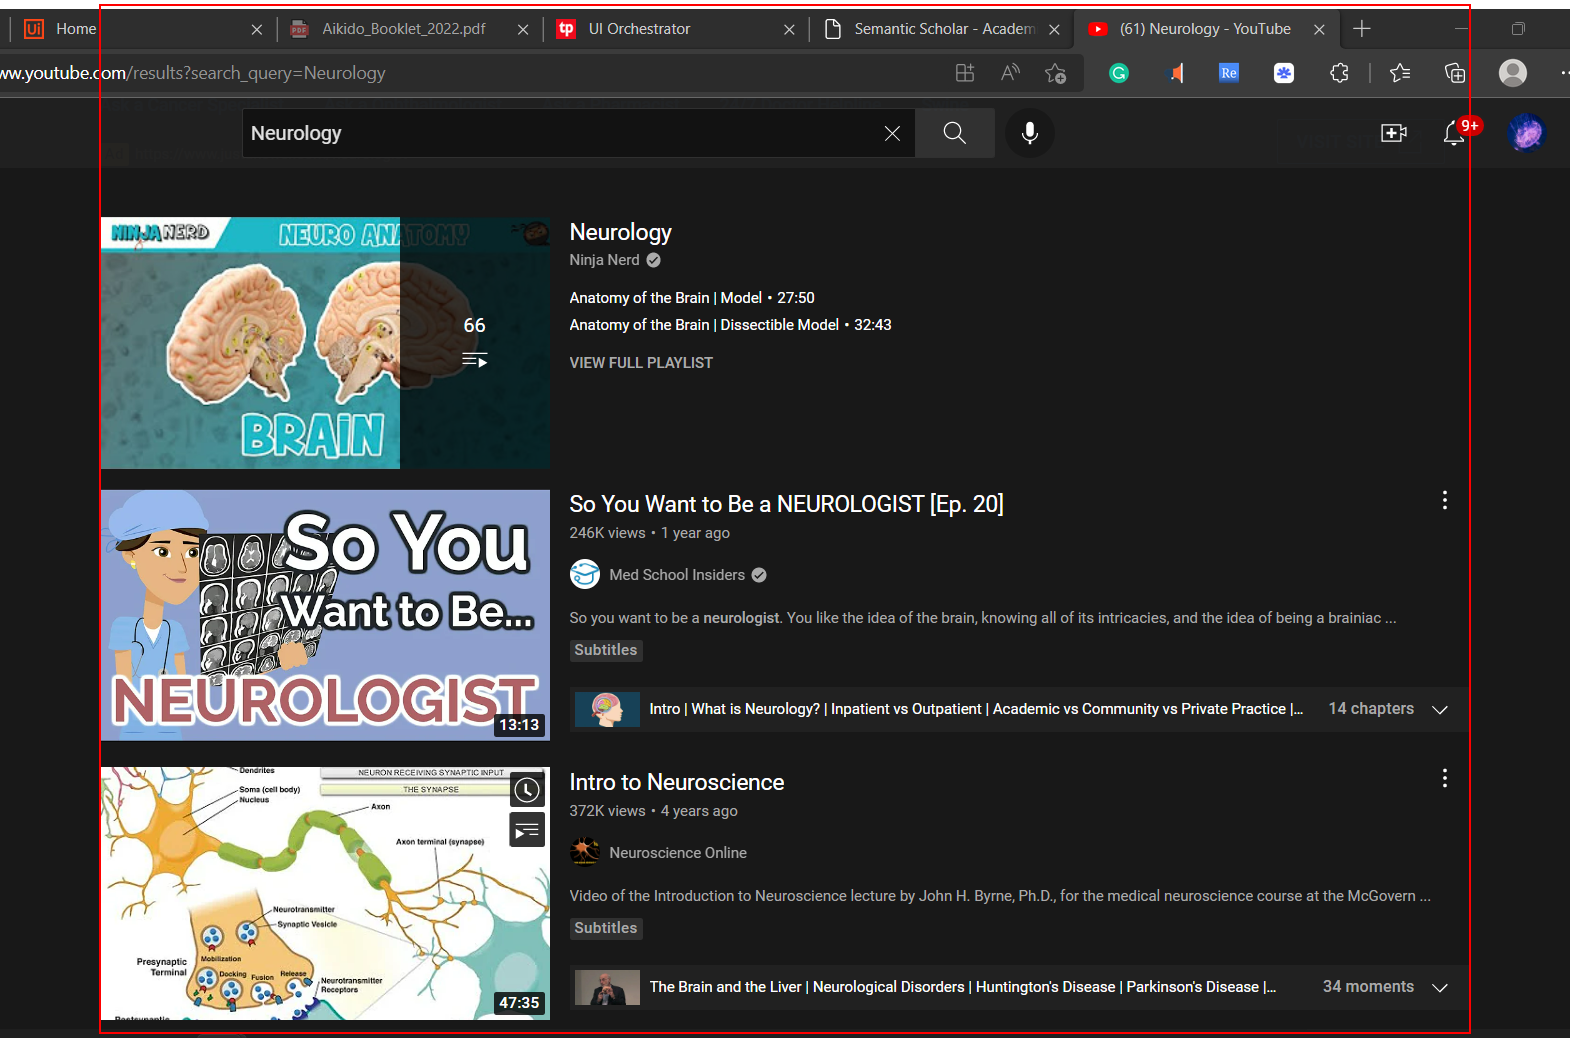 Home
Aikido_Booklet_2022.pdf
UI Orchestrator
Semantic Scholar - Academ
(61) Neurology - YouTube
ww.youtube.com/results?search_query=Neurology
Neurology
9+
NINJA NERD
NEURO ANATOMY
66
BRAIN
Neurology
Ninja Nerd
Anatomy of the Brain | Model • 27:50
Anatomy of the Brain | Dissectible Model • 32:43
VIEW FULL PLAYLIST
So You
Want to Be...
NEUROLOGIST
13:13
So You Want to Be a NEUROLOGIST [Ep. 20]
246K views • 1 year ago
Med School Insiders
So you want to be a neurologist. You like the idea of the brain, knowing all of its intricacies, and the idea of being a brainiac ...
Subtitles
Intro | What is Neurology? | Inpatient vs Outpatient | Academic vs Community vs Private Practice |...
14 chapters
Dendrites
Soma (cell body)
Nucleus
NEURON RECEIVING SYNAPTIC INPUT
THE SYNAPSE
Axon
Axon terminal (synapse)
Neurotransmitter
Synaptic Vesicle
Presynaptic
Terminal
Mobilization
Docking
Fusion
Release
Neurotransmitter
Receptors
Postsynaptic
47:35
Intro to Neuroscience
372K views • 4 years ago
Neuroscience Online
Video of the Introduction to Neuroscience lecture by John H. Byrne, Ph.D., for the medical neuroscience course at the McGovern ...
Subtitles
The Brain and the Liver | Neurological Disorders | Huntington's Disease | Parkinson's Disease |...
34 moments